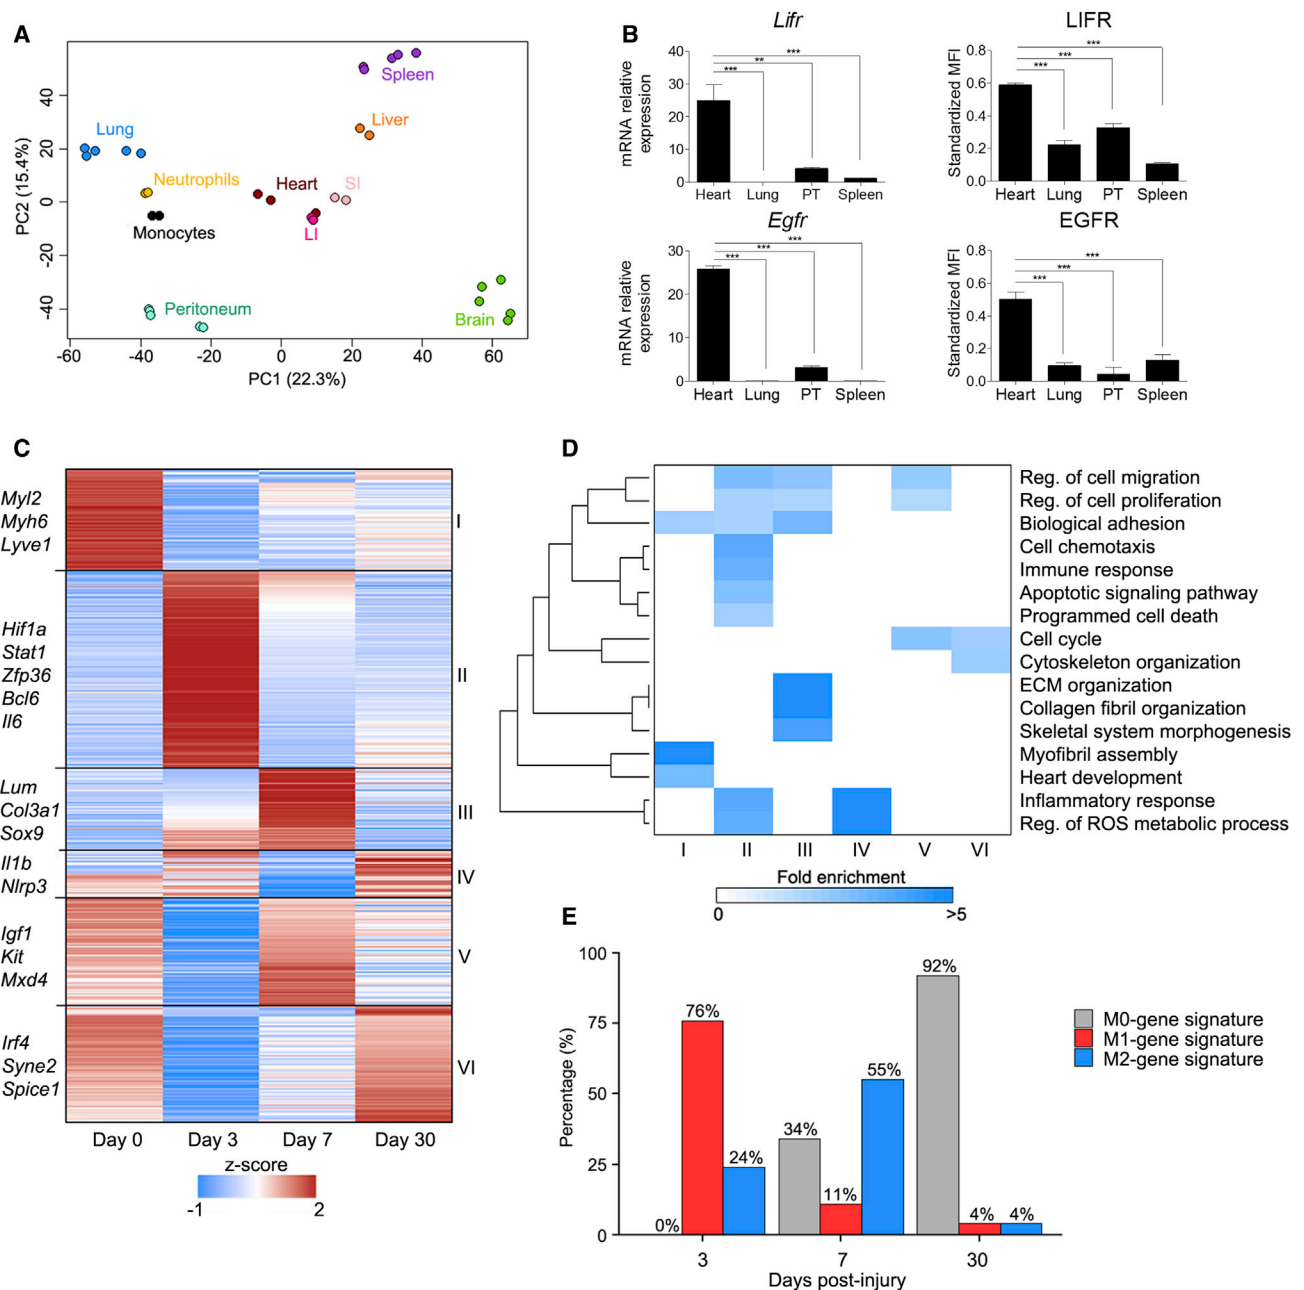 A
40
20
0
-20
-40
PC2 (15.4%)
-60
-40
-20
0
20
40
60
PC1 (22.3%)
Spleen
Liver
Lung
Neutrophils
Heart
SI
Monocytes
LI
Peritoneum
Brain
B
Lifr
mRNA relative
expression
40
30
20
10
0
***
**
***
Heart
Lung
PT
Spleen
LIFR
Standardized MFI
0.8
0.6
0.4
0.2
0.0
***
***
***
Heart
Lung
PT
Spleen
Egfr
mRNA relative
expression
30
20
10
0
***
***
***
Heart
Lung
PT
Spleen
EGFR
Standardized MFI
0.8
0.6
0.4
0.2
0.0
***
***
***
Heart
Lung
PT
Spleen
C
Myl2
Myh6
Lyve1
I
Hif1a
Stat1
Zfp36
Bcl6
Il6
II
Lum
Col3a1
Sox9
III
Il1b
Nlrp3
IV
Igf1
Kit
Mxd4
V
Irf4
Syne2
Spice1
VI
Day 0
Day 3
Day 7
Day 30
z-score
-1
2
D
Reg. of cell migration
Reg. of cell proliferation
Biological adhesion
Cell chemotaxis
Immune response
Apoptotic signaling pathway
Programmed cell death
Cell cycle
Cytoskeleton organization
ECM organization
Collagen fibril organization
Skeletal system morphogenesis
Myofibril assembly
Heart development
Inflammatory response
Reg. of ROS metabolic process
I
II
III
IV
V
VI
Fold enrichment
0
>5
E
Percentage (%)
100
75
50
25
0
0%
76%
24%
34%
11%
55%
92%
4%
4%
3
7
30
Days post-injury
M0-gene signature
M1-gene signature
M2-gene signature